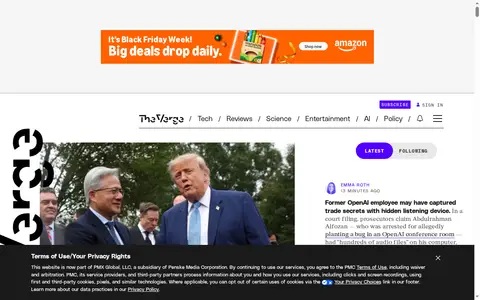 It's Black Friday Week!
Big deals drop daily.
Shop now
amazon
SUBSCRIBE
SIGN IN
The Verge / Tech / Reviews / Science / Entertainment / AI / Policy /
Verge
LATEST
FOLLOWING
EMMA ROTH
13 MINUTES AGO
Former OpenAI employee may have captured
trade secrets with hidden listening device. In a
court filing, prosecutors claim Abdulrahman
Alfozan — who was arrested for allegedly
planting a bug in an OpenAI conference room —
had "hundreds of audio files" on his computer,
Terms of Use/Your Privacy Rights
This website is now part of PMX Global, LLC, a subsidiary of Penske Media Corporation. By continuing to use our services, you agree to the PMC Terms of Use, including waiver
and arbitration. PMC, its service providers, and third-party partners process information about you and how you use our services, including clicks and screen recordings, using
first and third-party cookies, pixels, and similar technologies. Where applicable, you can opt out of certain uses of cookies via the Your Privacy Choices link in our footer.
Learn more about our data practices in our Privacy Policy.